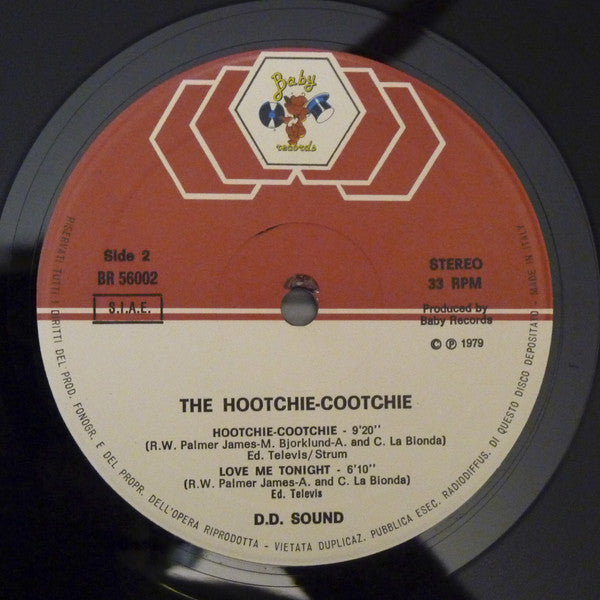 Baby
records
Side 2
BR 56002
S.I.A.E.
STEREO
33 RPM
Produced by
Baby Records
© ℗ 1979
THE HOOTCHIE-COOTCHIE
HOOTCHIE-COOTCHIE - 9'20''
(R.W. Palmer James-M. Bjorklund-A. and C. La Bionda)
Ed. Televis/Strum
LOVE ME TONIGHT - 6'10''
(R.W. Palmer James-A. and C. La Bionda)
Ed. Televis
D.D. SOUND
RISERVATI TUTTI I DIRITTI DEL PROD. FONOGR. E DEL PROPR. DELL'OPERA RIPRODOTTA - VIETATA DUPLICAZ. PUBBLICA ESEC. RADIODIFFUS. DI QUESTO DISCO DEPOSITATO - MADE IN ITALY